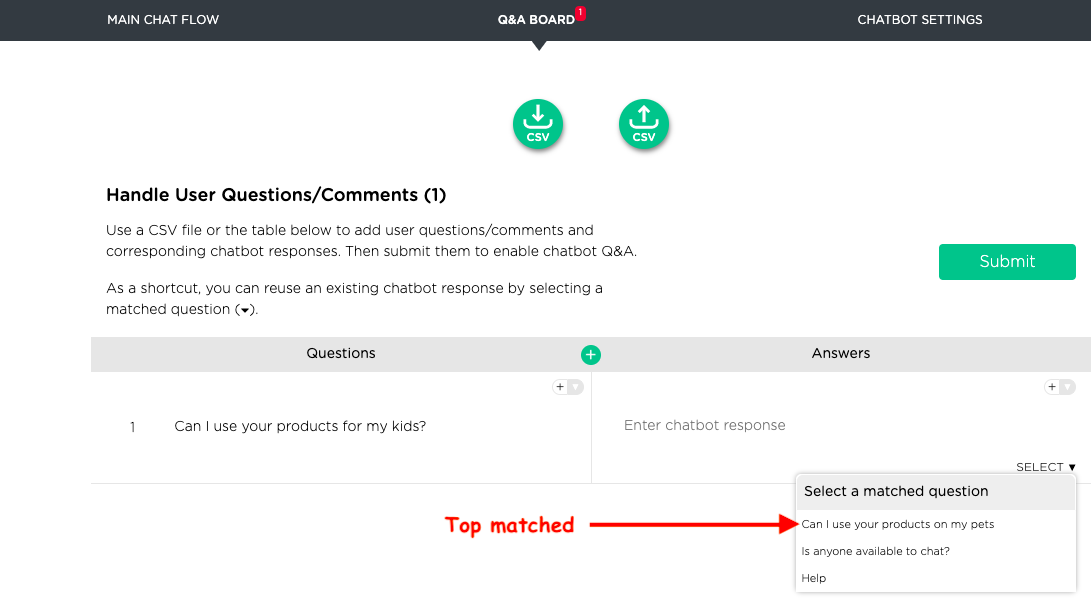 MAIN CHAT FLOW
Q&A BOARD 1
CHATBOT SETTINGS
CSV
CSV
Handle User Questions/Comments (1)
Use a CSV file or the table below to add user questions/comments and
corresponding chatbot responses. Then submit them to enable chatbot Q&A.
Submit
As a shortcut, you can reuse an existing chatbot response by selecting a
matched question (▾).
Questions
+
Answers
+
+
1
Can I use your products for my kids?
Enter chatbot response
SELECT ▼
Select a matched question
Top matched
Can I use your products on my pets
Is anyone available to chat?
Help